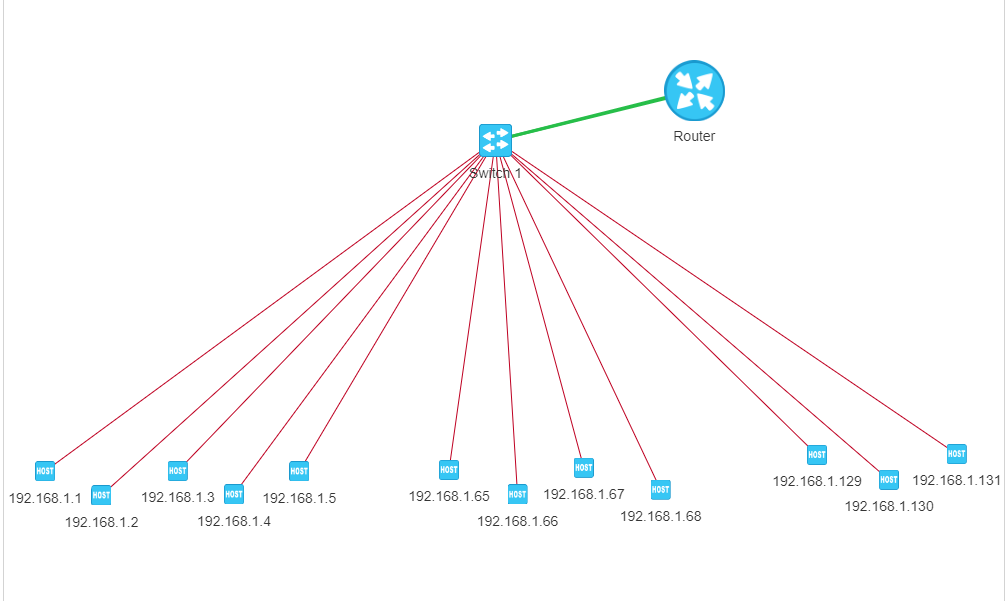 Router
Switch 1
HOST
192.168.1.1
HOST
192.168.1.2
HOST
192.168.1.3
HOST
192.168.1.4
HOST
192.168.1.5
HOST
192.168.1.65
HOST
192.168.1.66
HOST
192.168.1.67
HOST
192.168.1.68
HOST
192.168.1.129
HOST
192.168.1.130
HOST
192.168.1.131